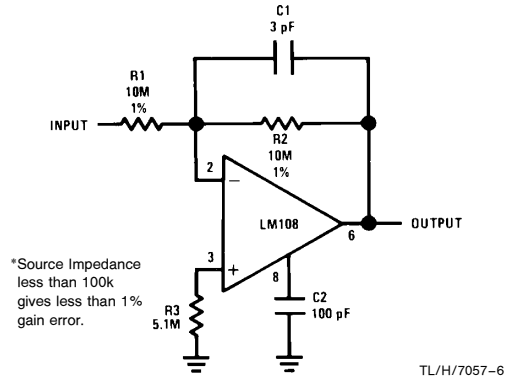 C1
3 pF
R1
10M
1%
INPUT
R2
10M
1%
2
−
LM108
6
OUTPUT
3
+
8
*Source Impedance
less than 100k
gives less than 1%
gain error.
R3
5.1M
C2
100 pF
TL/H/7057–6